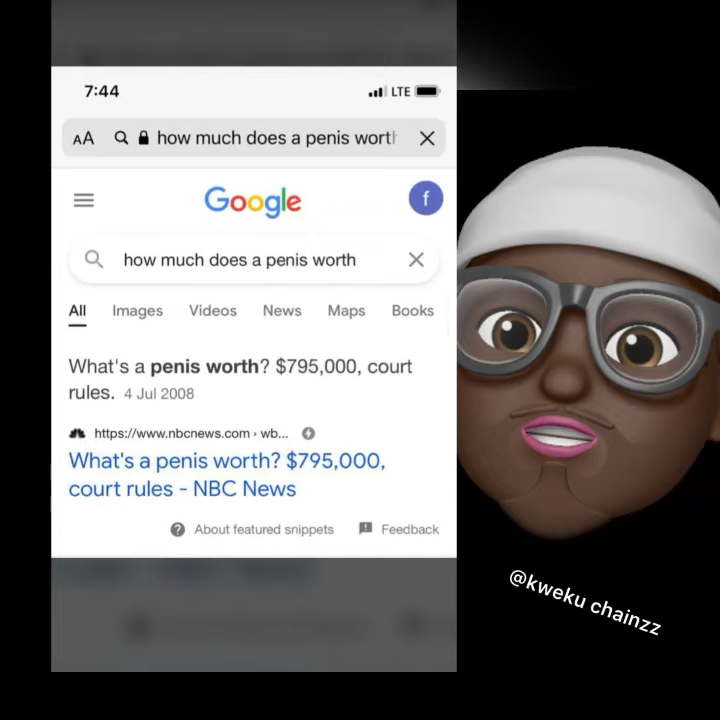 7:44
LTE
AA how much does a penis wort
Google
f
how much does a penis worth
All Images Videos News Maps Books
What's a penis worth? $795,000, court
rules. 4 Jul 2008
https://www.nbcnews.com › wb...
What's a penis worth? $795,000,
court rules - NBC News
About featured snippets Feedback
@kweku chainzz